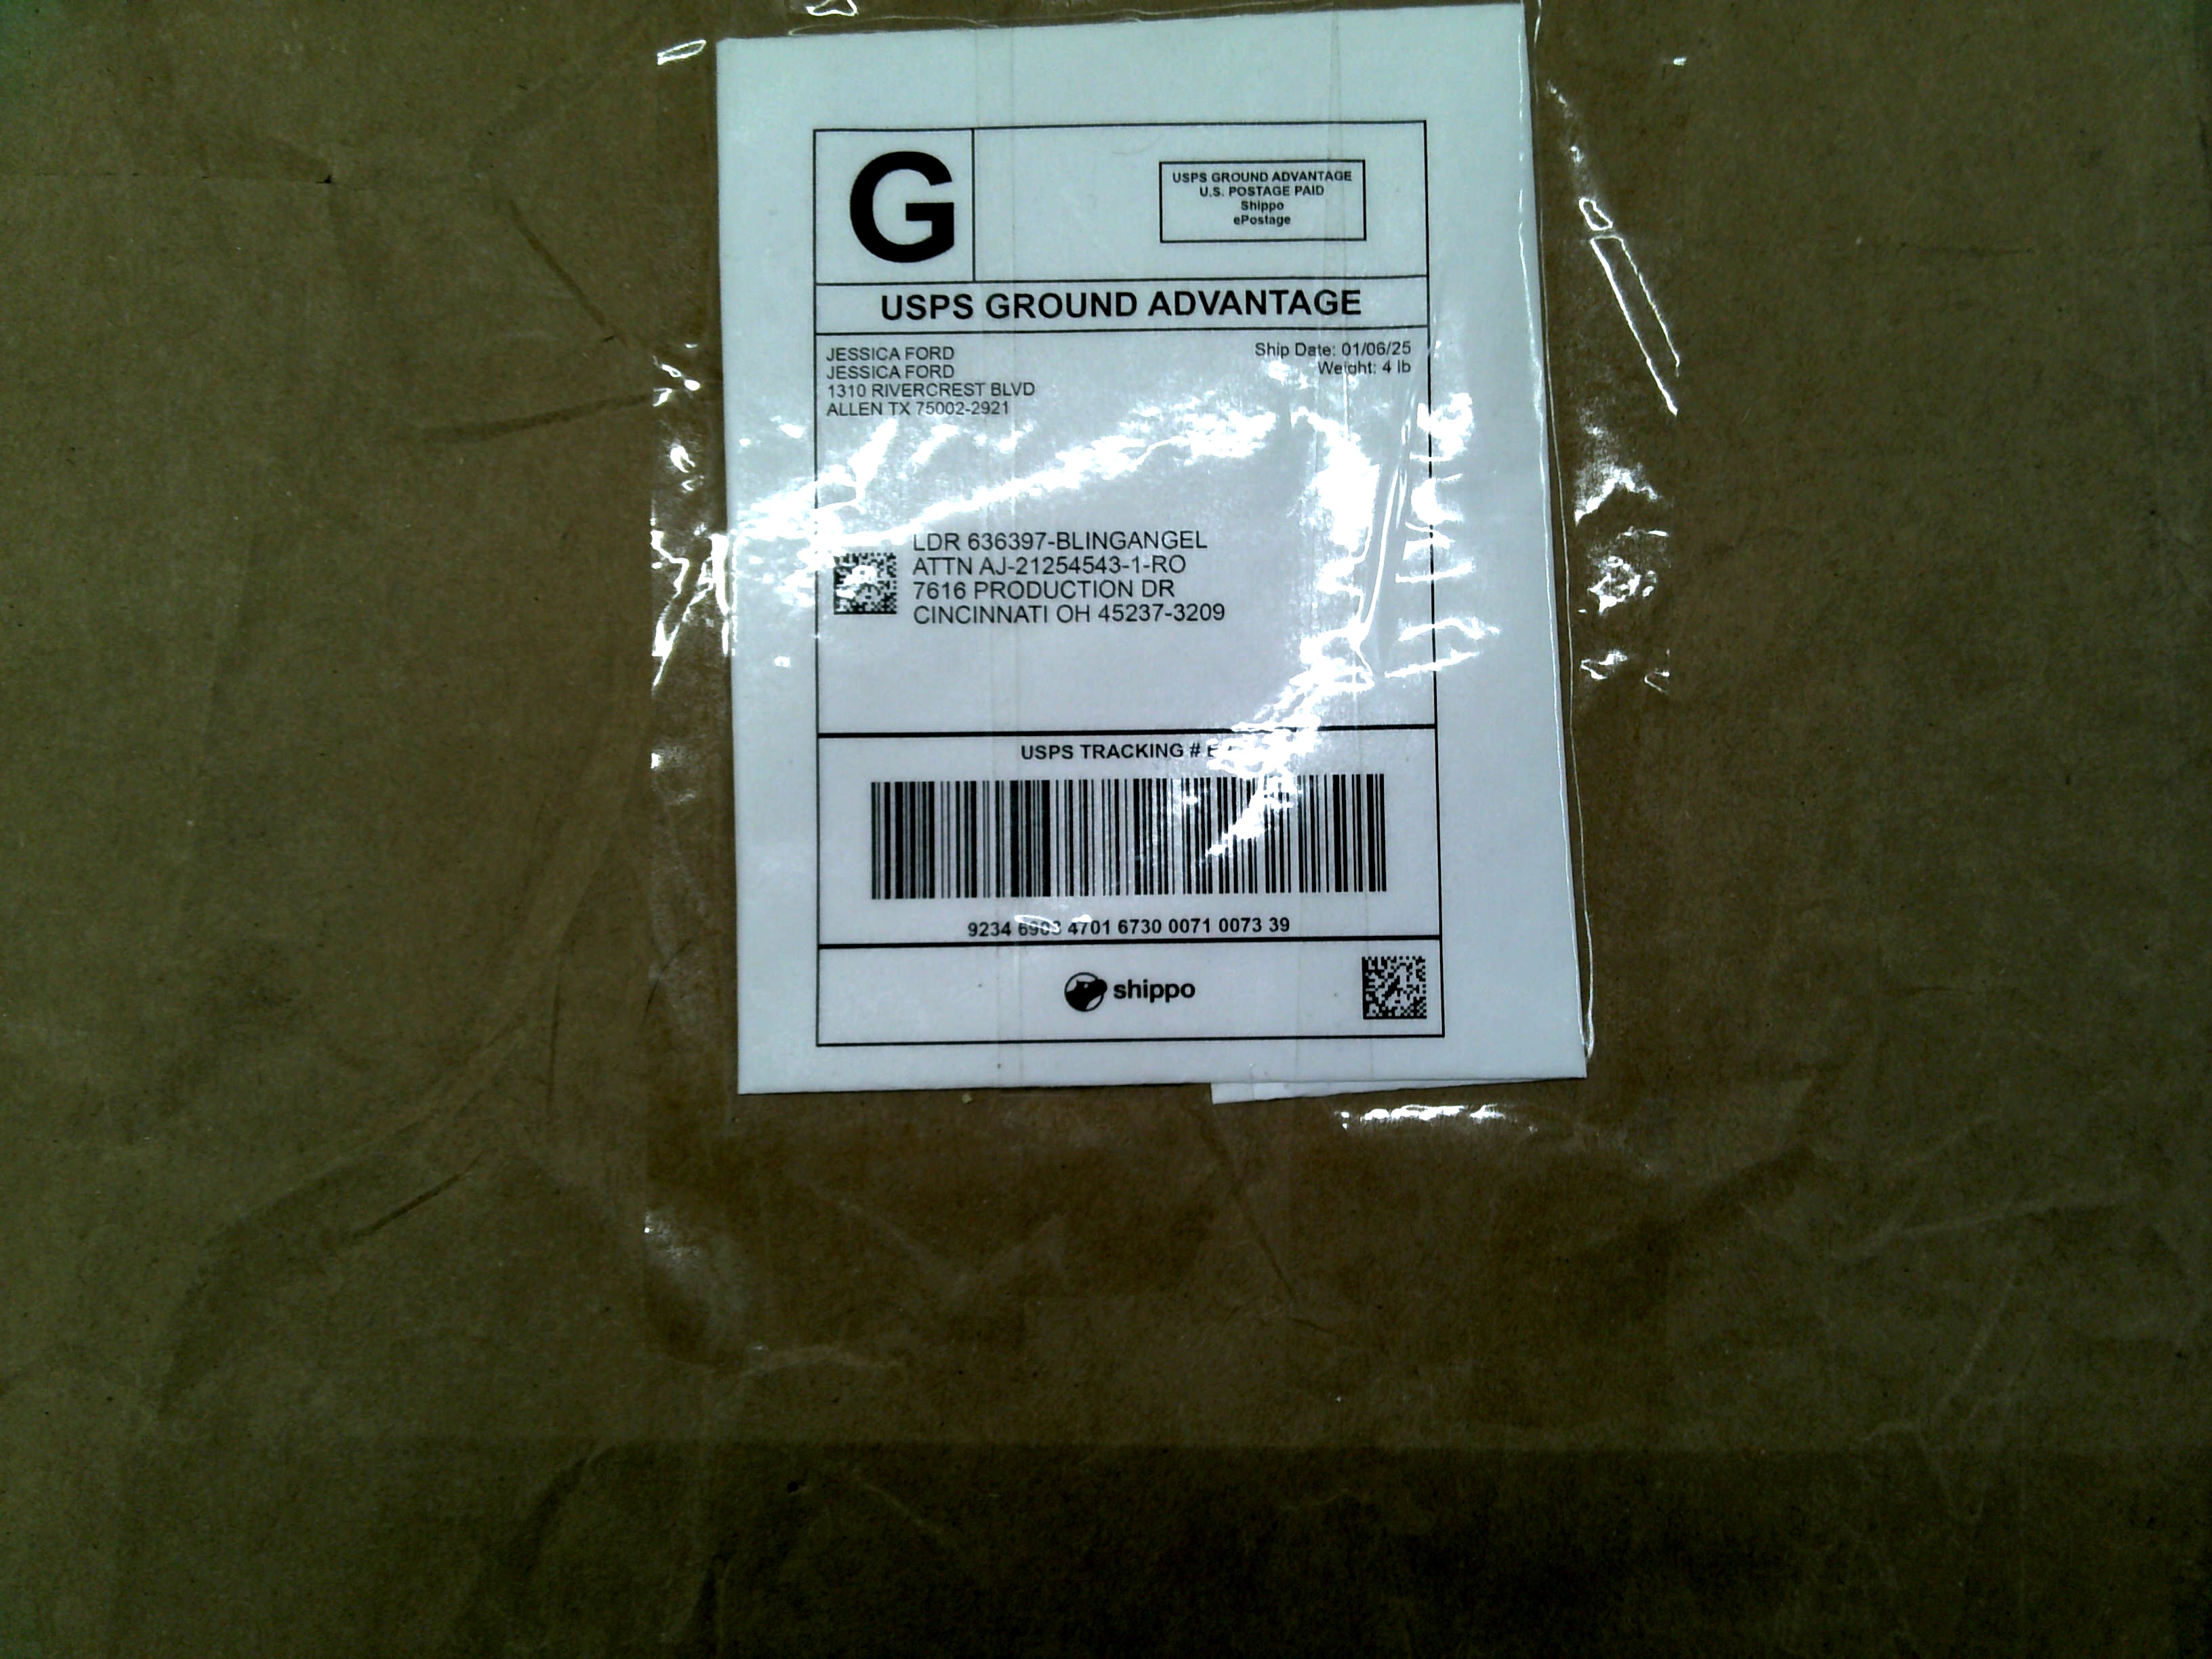 G
USPS GROUND ADVANTAGE
U.S. POSTAGE PAID
Shippo
ePostage
USPS GROUND ADVANTAGE
JESSICA FORD
JESSICA FORD
1310 RIVERCREST BLVD
ALLEN TX 75002-2921
Ship Date: 01/06/25
Weight: 4 lb
LDR 636397-BLINGANGEL
ATTN AJ-21254543-1-RO
7616 PRODUCTION DR
CINCINNATI OH 45237-3209
USPS TRACKING #
9234 4701 6730 0071 0073 39
shippo